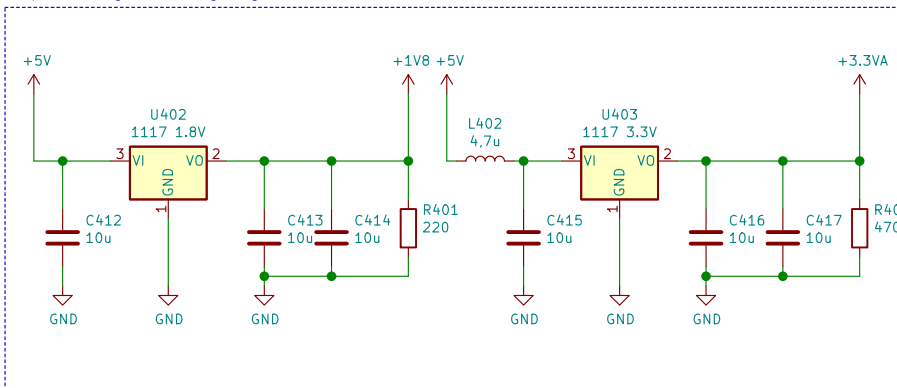 +5V
+1V8
+5V
+3.3VA
U402
1117 1.8V
L402
4,7u
U403
1117 3.3V
3
VI
VO
2
GND
1
3
VI
VO
2
GND
1
C412
10u
C413
10u
C414
10u
R401
220
C415
10u
C416
10u
C417
10u
R40
470
GND
GND
GND
GND
GND
GND